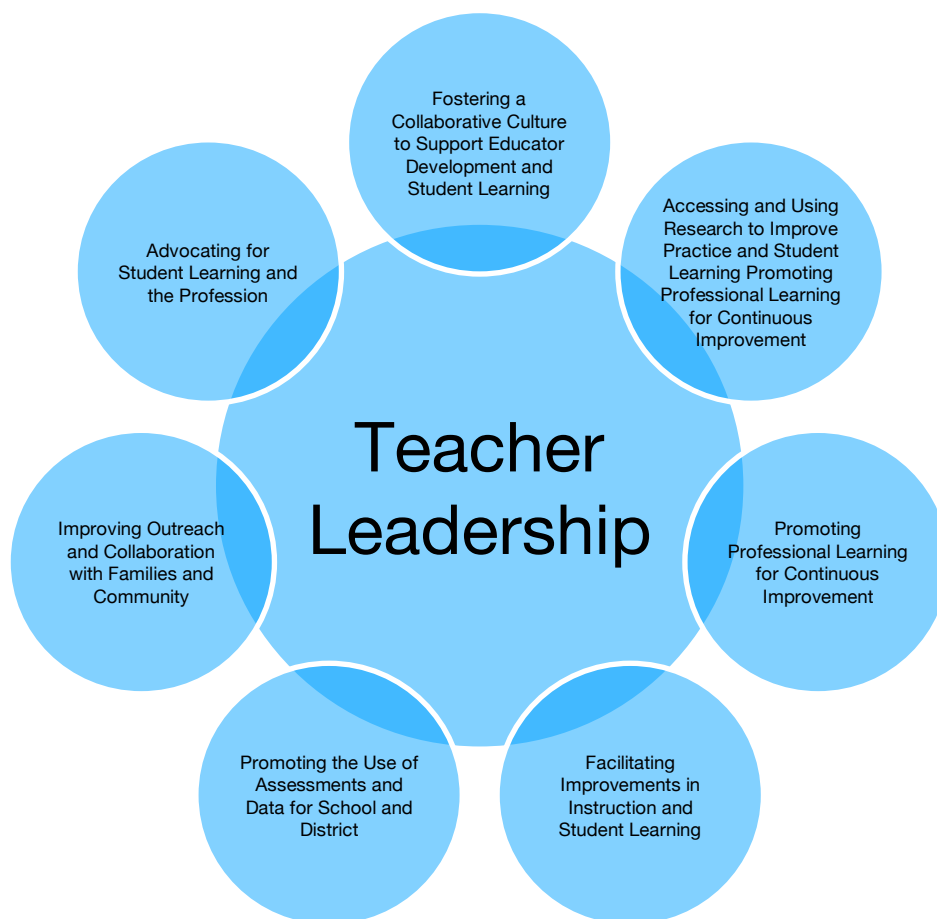 Fostering a
Collaborative Culture
to Support Educator
Development and
Student Learning
Accessing and Using
Research to Improve
Practice and Student
Learning Promoting
Professional Learning
for Continuous
Improvement
Promoting
Professional Learning
for Continuous
Improvement
Facilitating
Improvements in
Instruction and
Student Learning
Promoting the Use of
Assessments and
Data for School and
District
Improving Outreach
and Collaboration
with Families and
Community
Advocating for
Student Learning and
the Profession
Teacher
Leadership